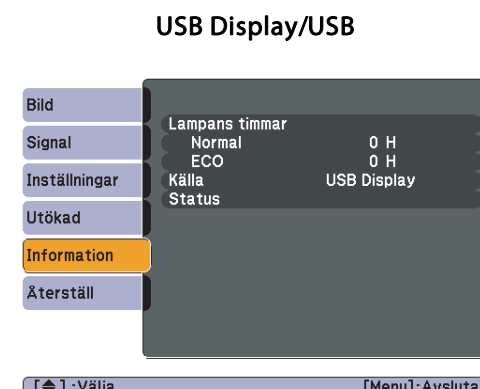 USB Display/USB
Bild
Signal
Inställningar
Utökad
Information
Återställ
Lampans timmar
Normal 0 H
ECO 0 H
Källa USB Display
Status
[◆]:Välja [Menu]:Avsluta